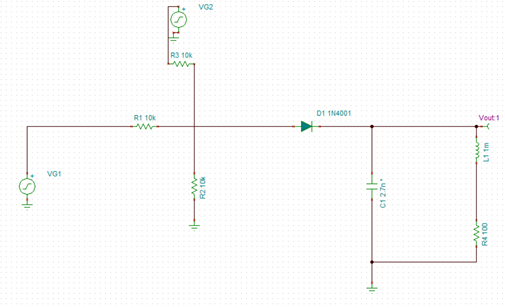 VG2
R3 10k
D1 1N4001
R1 10k
Vout:1
L1 1m
VG1
R2 10k
C1 2.7n *
R4 100